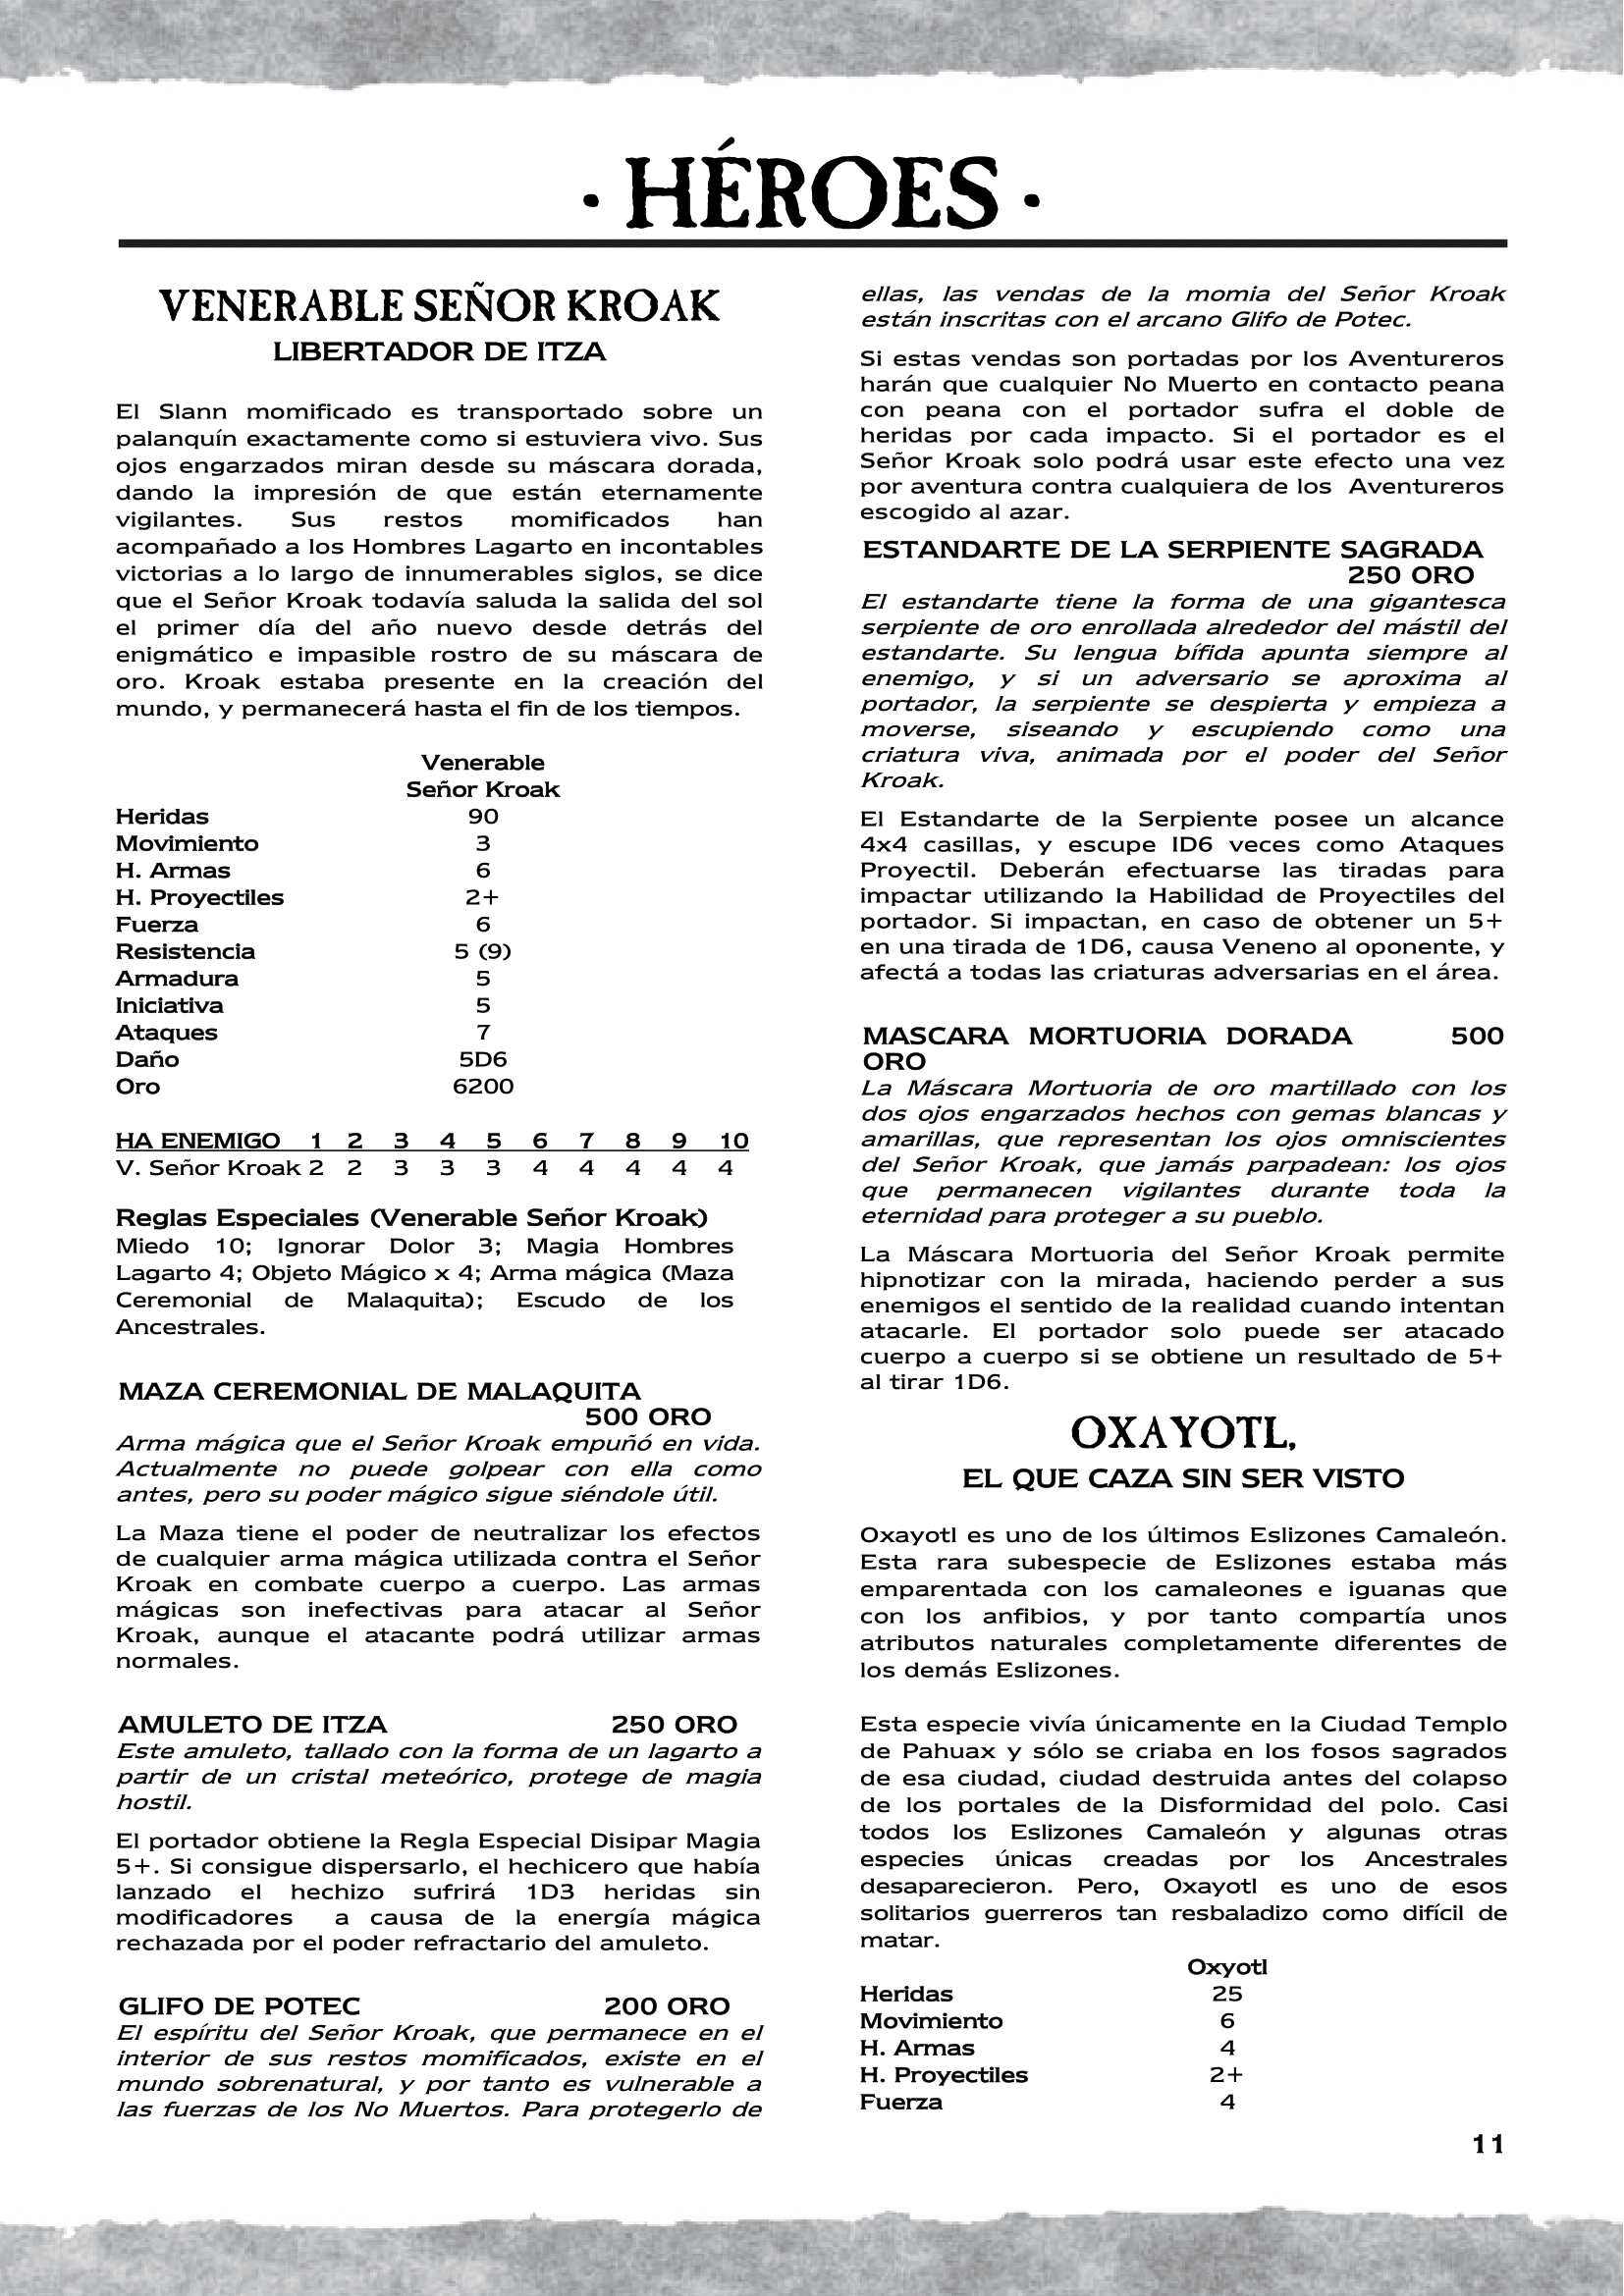 · HÉROES ·
VENERABLE SEÑOR KROAK
LIBERTADOR DE ITZA
El Slann momificado es transportado sobre un
palanquín exactamente como si estuviera vivo. Sus
ojos engarzados miran desde su máscara dorada,
dando la impresión de que están eternamente
vigilantes. Sus restos momificados han
acompañado a los Hombres Lagarto en incontables
victorias a lo largo de innumerables siglos, se dice
que el Señor Kroak todavía saluda la salida del sol
el primer día del año nuevo desde detrás del
enigmático e impasible rostro de su máscara de
oro. Kroak estaba presente en la creación del
mundo, y permanecerá hasta el fin de los tiempos.
Venerable
Señor Kroak
Heridas 90
Movimiento 3
H. Armas 6
H. Proyectiles 2+
Fuerza 6
Resistencia 5 (9)
Armadura 5
Iniciativa 5
Ataques 7
Daño 5D6
Oro 6200
HA ENEMIGO 1 2 3 4 5 6 7 8 9 10
V. Señor Kroak 2 2 3 3 3 4 4 4 4 4
Reglas Especiales (Venerable Señor Kroak)
Miedo 10; Ignorar Dolor 3; Magia Hombres
Lagarto 4; Objeto Mágico x 4; Arma mágica (Maza
Ceremonial de Malaquita); Escudo de los
Ancestrales.
MAZA CEREMONIAL DE MALAQUITA
500 ORO
Arma mágica que el Señor Kroak empuñó en vida.
Actualmente no puede golpear con ella como
antes, pero su poder mágico sigue siéndole útil.
La Maza tiene el poder de neutralizar los efectos
de cualquier arma mágica utilizada contra el Señor
Kroak en combate cuerpo a cuerpo. Las armas
mágicas son inefectivas para atacar al Señor
Kroak, aunque el atacante podrá utilizar armas
normales.
AMULETO DE ITZA 250 ORO
Este amuleto, tallado con la forma de un lagarto a
partir de un cristal meteórico, protege de magia
hostil.
El portador obtiene la Regla Especial Disipar Magia
5+. Si consigue dispersarlo, el hechicero que había
lanzado el hechizo sufrirá 1D3 heridas sin
modificadores a causa de la energía mágica
rechazada por el poder refractario del amuleto.
GLIFO DE POTEC 200 ORO
El espíritu del Señor Kroak, que permanece en el
interior de sus restos momificados, existe en el
mundo sobrenatural, y por tanto es vulnerable a
las fuerzas de los No Muertos. Para protegerlo de
ellas, las vendas de la momia del Señor Kroak
están inscritas con el arcano Glifo de Potec.
Si estas vendas son portadas por los Aventureros
harán que cualquier No Muerto en contacto peana
con peana con el portador sufra el doble de
heridas por cada impacto. Si el portador es el
Señor Kroak solo podrá usar este efecto una vez
por aventura contra cualquiera de los Aventureros
escogido al azar.
ESTANDARTE DE LA SERPIENTE SAGRADA
250 ORO
El estandarte tiene la forma de una gigantesca
serpiente de oro enrollada alrededor del mástil del
estandarte. Su lengua bífida apunta siempre al
enemigo, y si un adversario se aproxima al
portador, la serpiente se despierta y empieza a
moverse, siseando y escupiendo como una
criatura viva, animada por el poder del Señor
Kroak.
El Estandarte de la Serpiente posee un alcance
4x4 casillas, y escupe ID6 veces como Ataques
Proyectil. Deberán efectuarse las tiradas para
impactar utilizando la Habilidad de Proyectiles del
portador. Si impactan, en caso de obtener un 5+
en una tirada de 1D6, causa Veneno al oponente, y
afectá a todas las criaturas adversarias en el área.
MASCARA MORTUORIA DORADA 500
ORO
La Máscara Mortuoria de oro martillado con los
dos ojos engarzados hechos con gemas blancas y
amarillas, que representan los ojos omniscientes
del Señor Kroak, que jamás parpadean: los ojos
que permanecen vigilantes durante toda la
eternidad para proteger a su pueblo.
La Máscara Mortuoria del Señor Kroak permite
hipnotizar con la mirada, haciendo perder a sus
enemigos el sentido de la realidad cuando intentan
atacarle. El portador solo puede ser atacado
cuerpo a cuerpo si se obtiene un resultado de 5+
al tirar 1D6.
OXAYOTL,
EL QUE CAZA SIN SER VISTO
Oxayotl es uno de los últimos Eslizones Camaleón.
Esta rara subespecie de Eslizones estaba más
emparentada con los camaleones e iguanas que
con los anfibios, y por tanto compartía unos
atributos naturales completamente diferentes de
los demás Eslizones.
Esta especie vivía únicamente en la Ciudad Templo
de Pahuax y sólo se criaba en los fosos sagrados
de esa ciudad, ciudad destruida antes del colapso
de los portales de la Disformidad del polo. Casi
todos los Eslizones Camaleón y algunas otras
especies únicas creadas por los Ancestrales
desaparecieron. Pero, Oxayotl es uno de esos
solitarios guerreros tan resbaladizo como difícil de
matar.
Oxyotl
Heridas 25
Movimiento 6
H. Armas 4
H. Proyectiles 2+
Fuerza 4
11